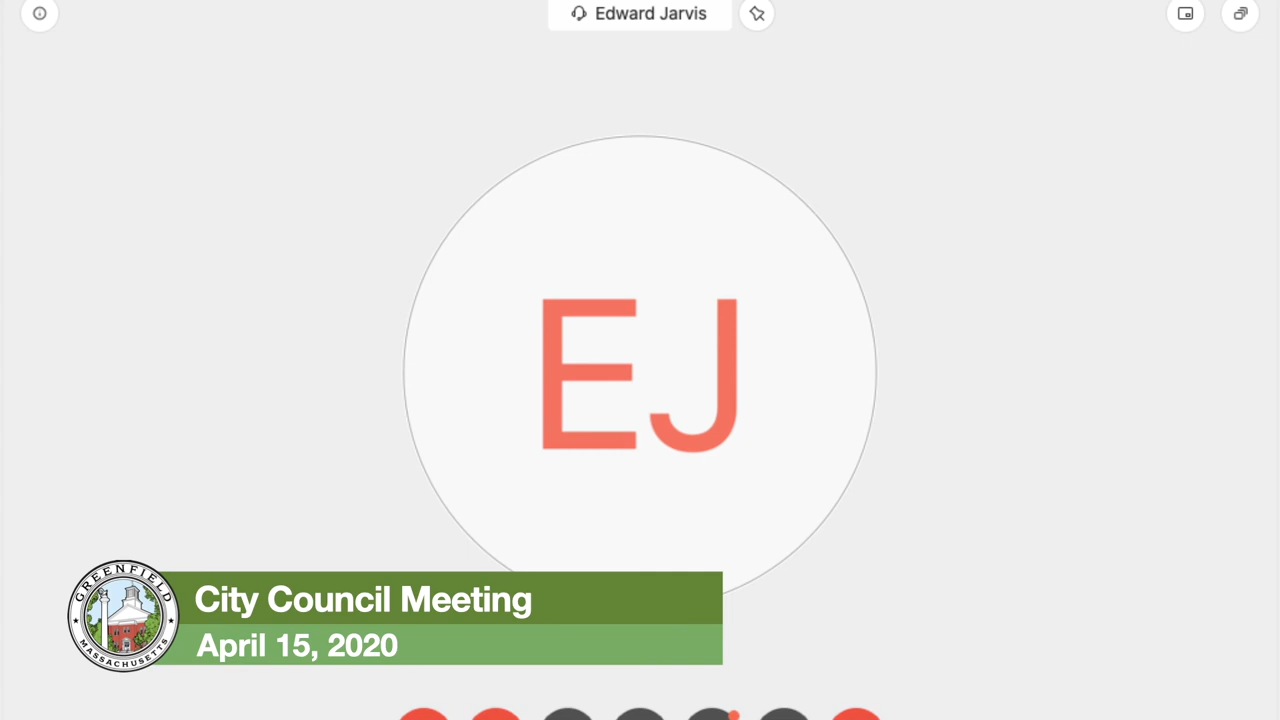 Edward Jarvis
EJ
City Council Meeting
April 15, 2020
GREENFIELD
MASSACHUSETTS